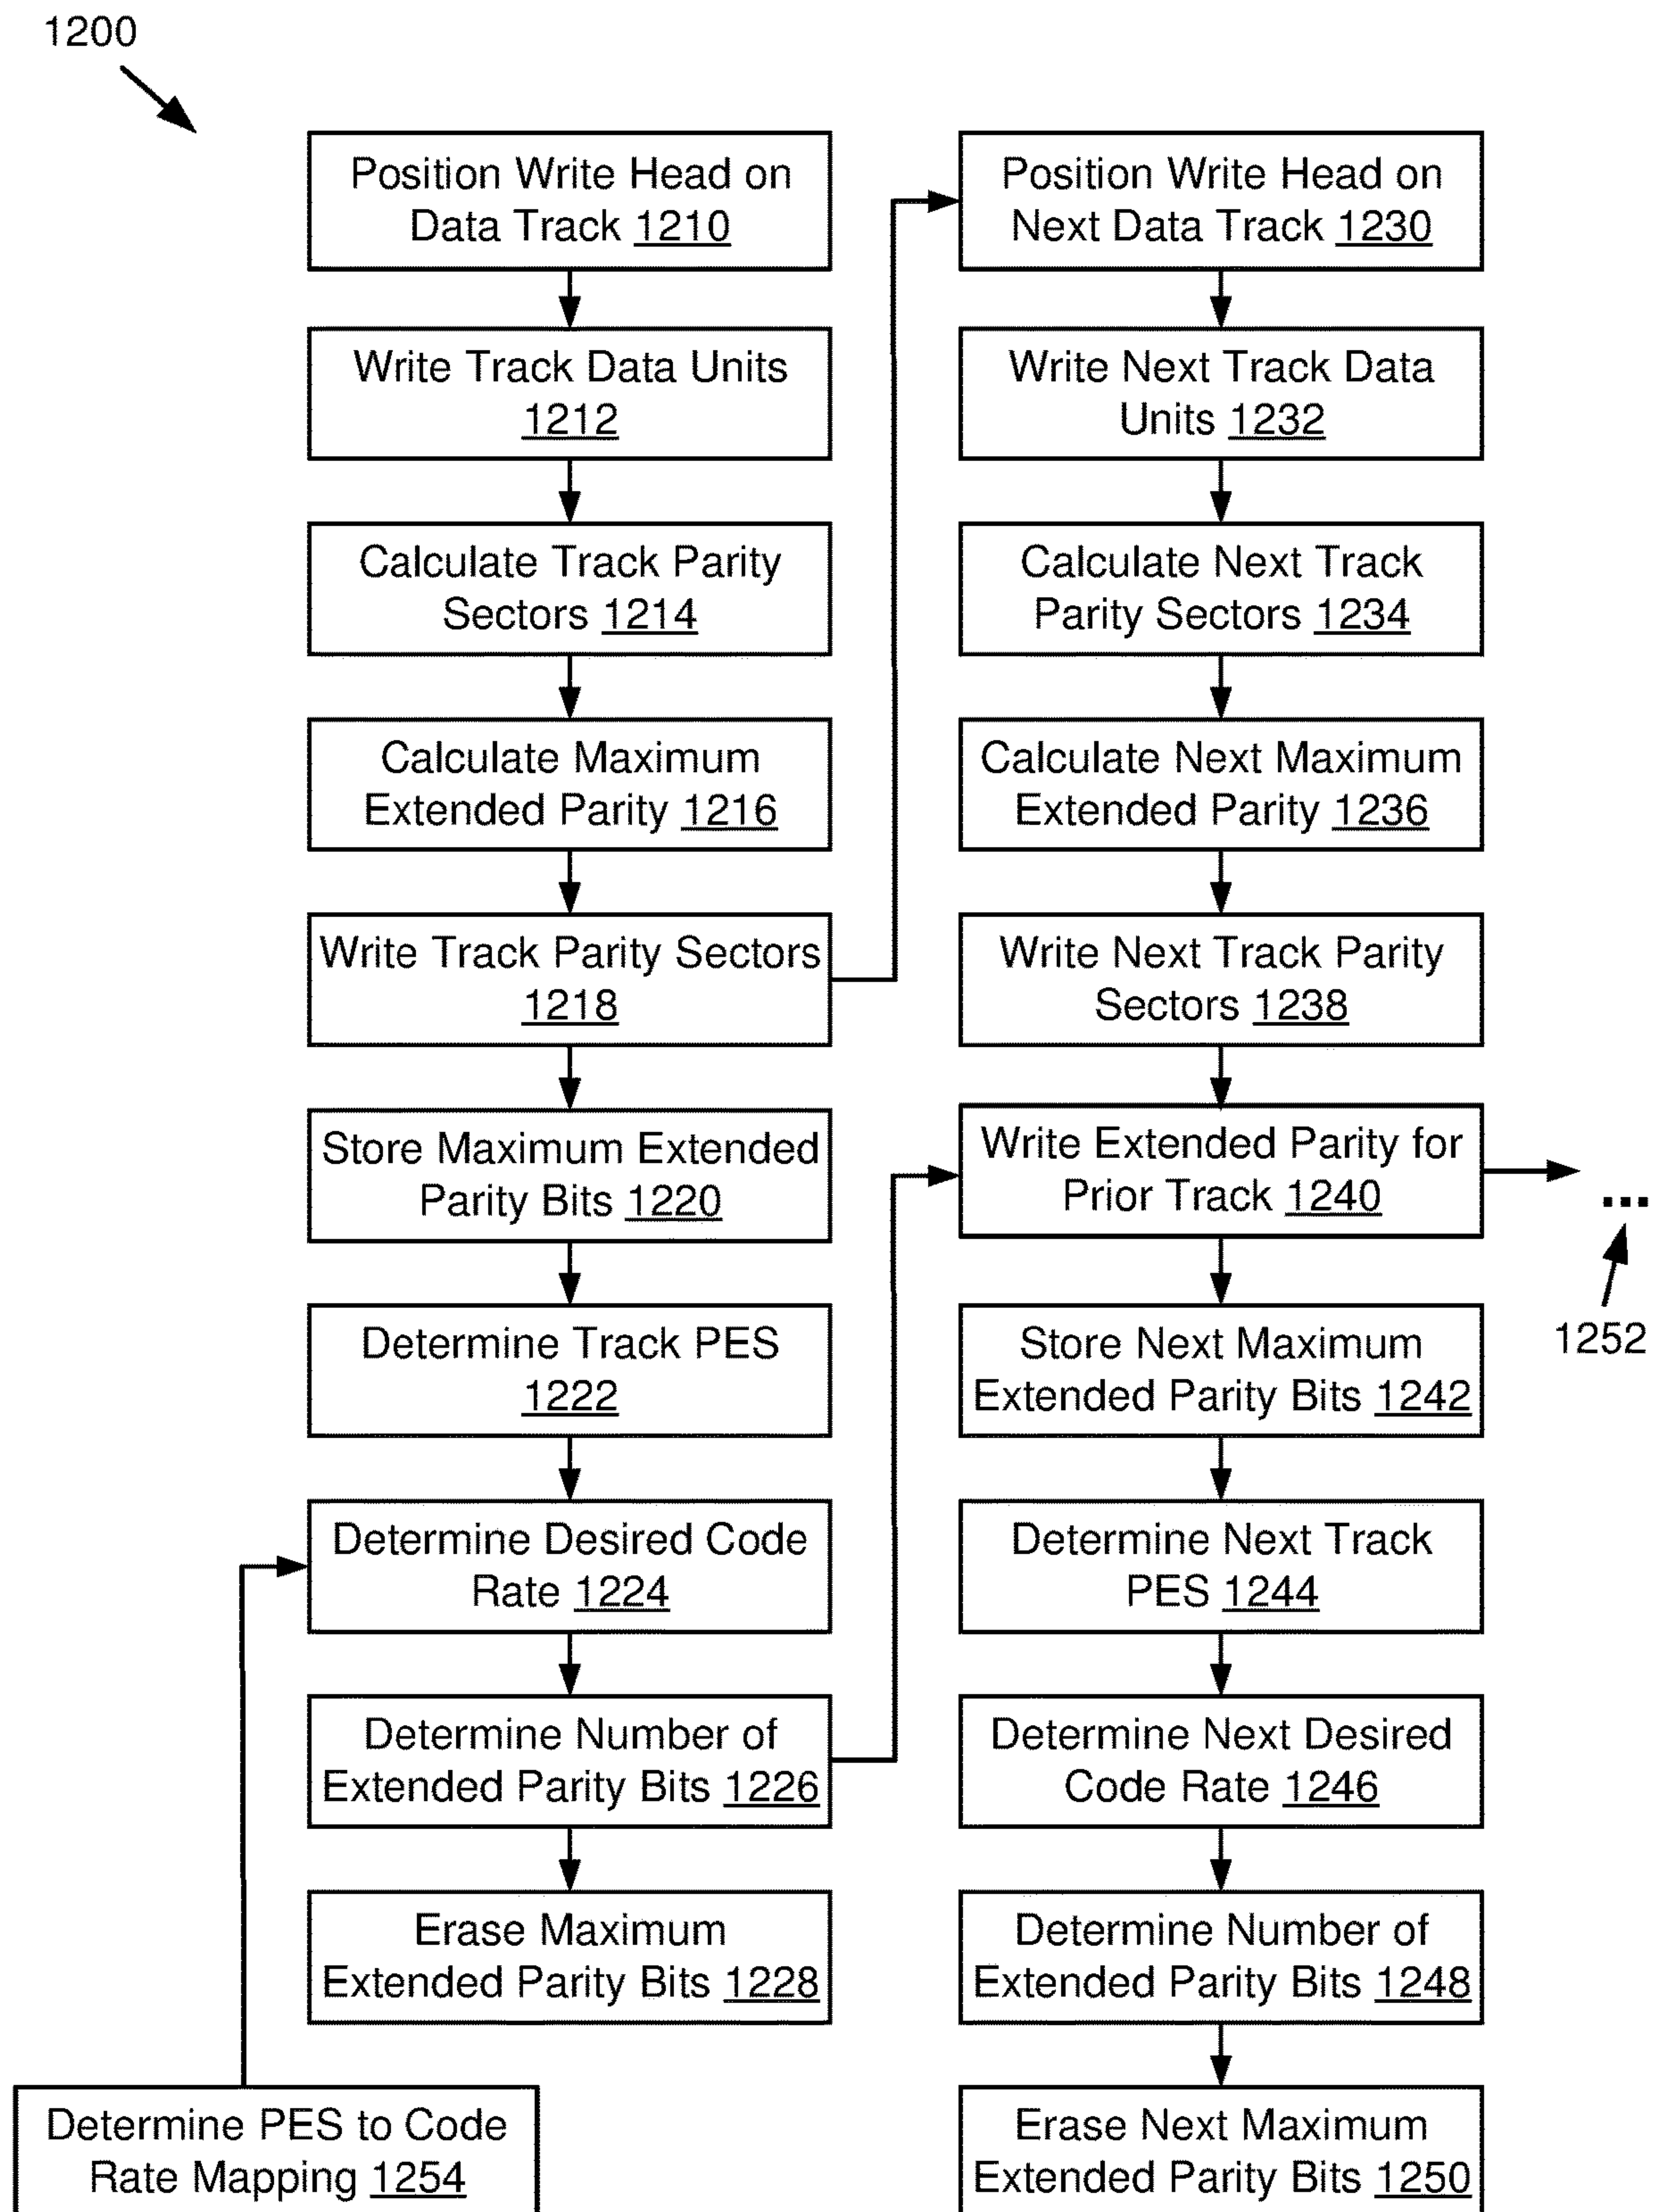 1200
Position Write Head on
Data Track 1210
Write Track Data Units
1212
Calculate Track Parity
Sectors 1214
Calculate Maximum
Extended Parity 1216
Write Track Parity Sectors
1218
Store Maximum Extended
Parity Bits 1220
Determine Track PES
1222
Determine Desired Code
Rate 1224
Determine Number of
Extended Parity Bits 1226
Erase Maximum
Extended Parity Bits 1228
Determine PES to Code
Rate Mapping 1254
Position Write Head on
Next Data Track 1230
Write Next Track Data
Units 1232
Calculate Next Track
Parity Sectors 1234
Calculate Next Maximum
Extended Parity 1236
Write Next Track Parity
Sectors 1238
Write Extended Parity for
Prior Track 1240
Store Next Maximum
Extended Parity Bits 1242
Determine Next Track
PES 1244
Determine Next Desired
Code Rate 1246
Determine Number of
Extended Parity Bits 1248
Erase Next Maximum
Extended Parity Bits 1250
...
1252